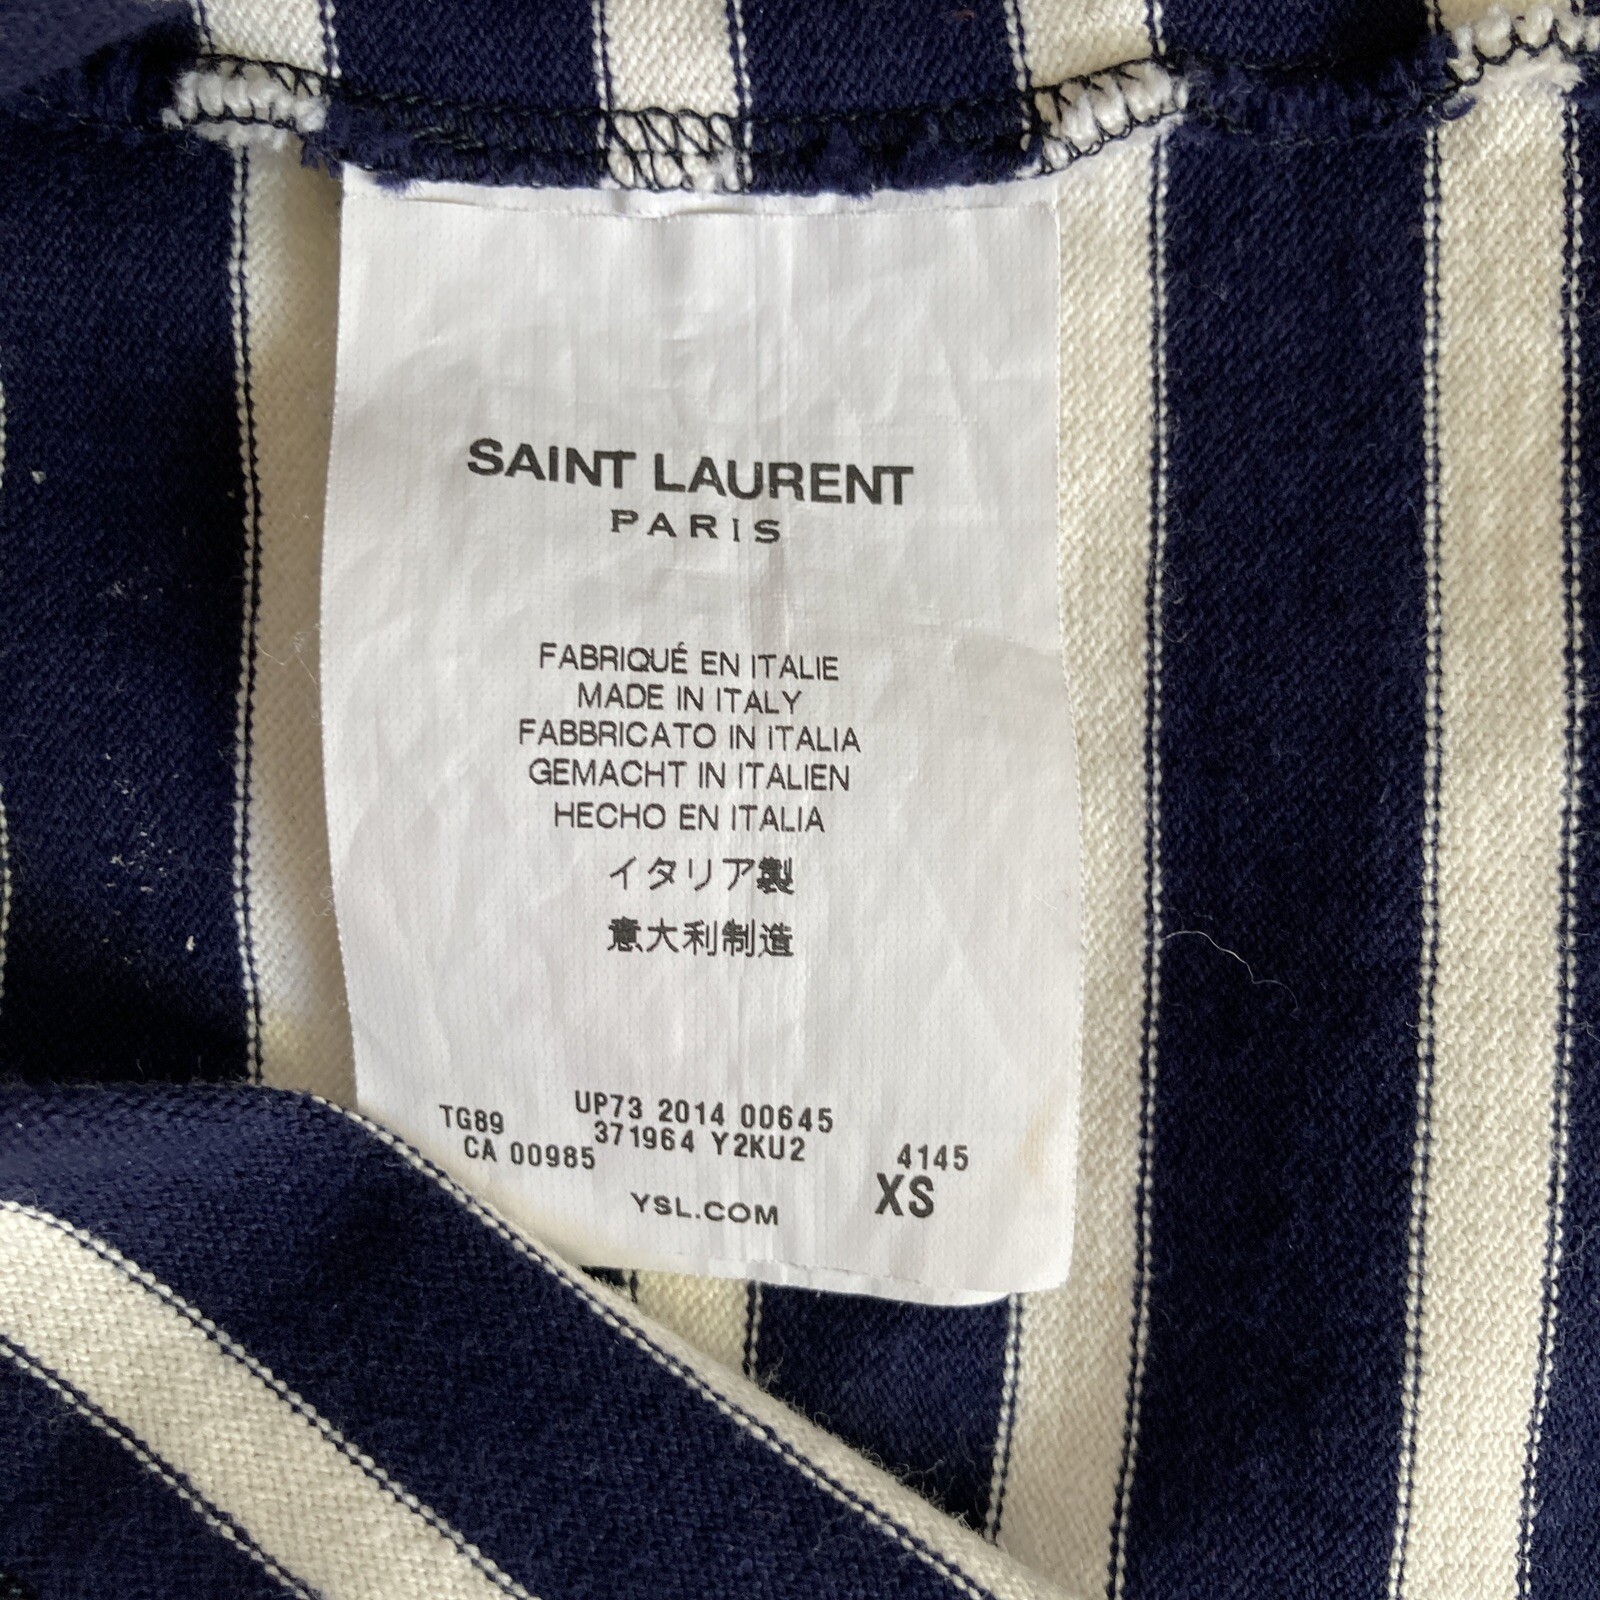 SAINT LAURENT
PARIS
FABRIQUÉ EN ITALIE
MADE IN ITALY
FABBRICATO IN ITALIA
GEMACHT IN ITALIEN
HECHO EN ITALIA
イタリア製
意大利制造
UP73 2014 00645
TG89 371964 Y2KU2 4145
CA 00985 XS
YSL.COM